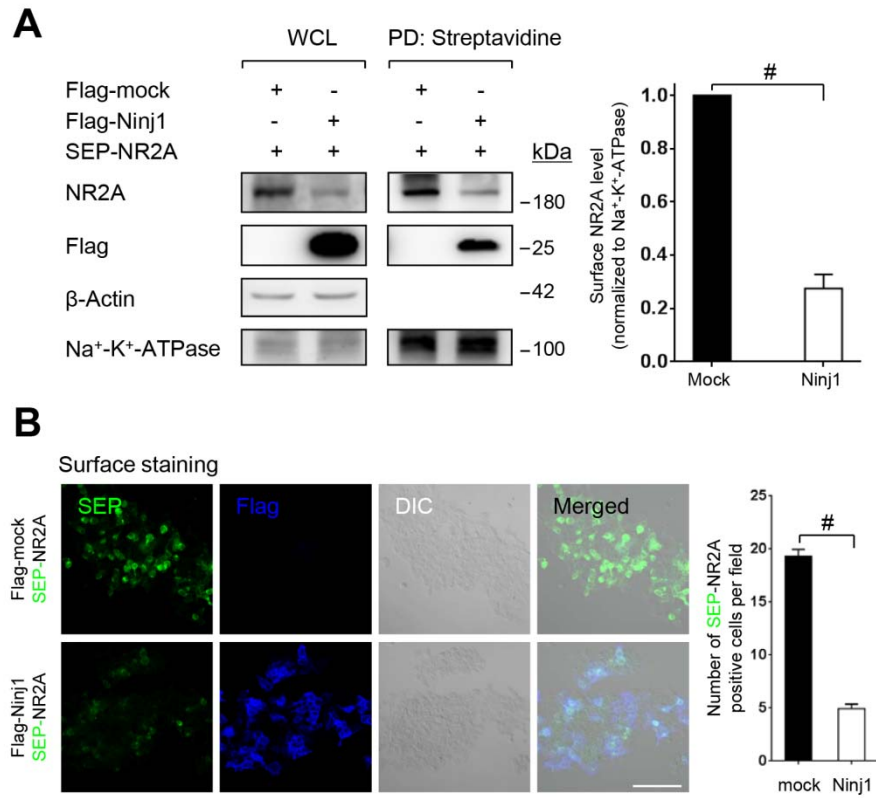 A
WCL PD: Streptavidine
Flag-mock + - + -
Flag-Ninj1 - + - +
SEP-NR2A + + + + kDa
NR2A –180
Flag –25
β-Actin –42
Na⁺-K⁺-ATPase –100
Surface NR2A level
(normalized to Na⁺-K⁺-ATPase)
1.0
0.8
0.6
0.4
0.2
0.0
#
Mock Ninj1
B
Surface staining
Flag-mock
SEP-NR2A
SEP Flag DIC Merged
Flag-Ninj1
SEP-NR2A
Number of SEP-NR2A
positive cells per field
25
20
15
10
5
0
#
mock Ninj1